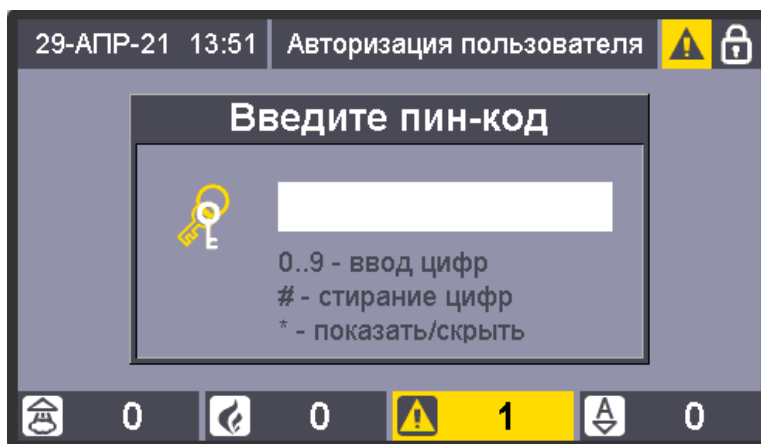 29-АПР-21 13:51 Авторизация пользователя
Введите пин-код
0..9 - ввод цифр
# - стирание цифр
* - показать/скрыть
0 0 1 A 0